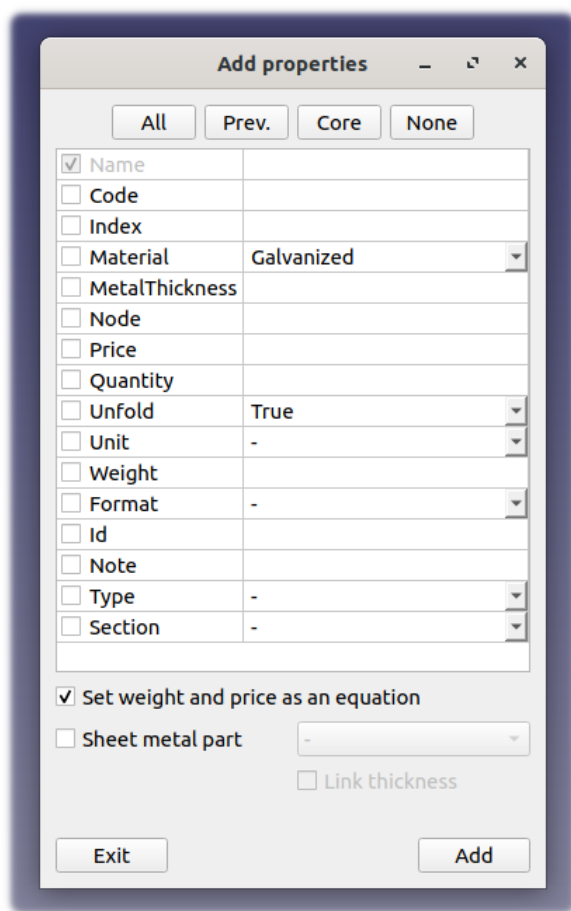 Add properties
All Prev. Core None
Name
Code
Index
Material Galvanized
MetalThickness
Node
Price
Quantity
Unfold True
Unit -
Weight
Format -
Id
Note
Type -
Section -
Set weight and price as an equation
Sheet metal part -
Link thickness
Exit Add